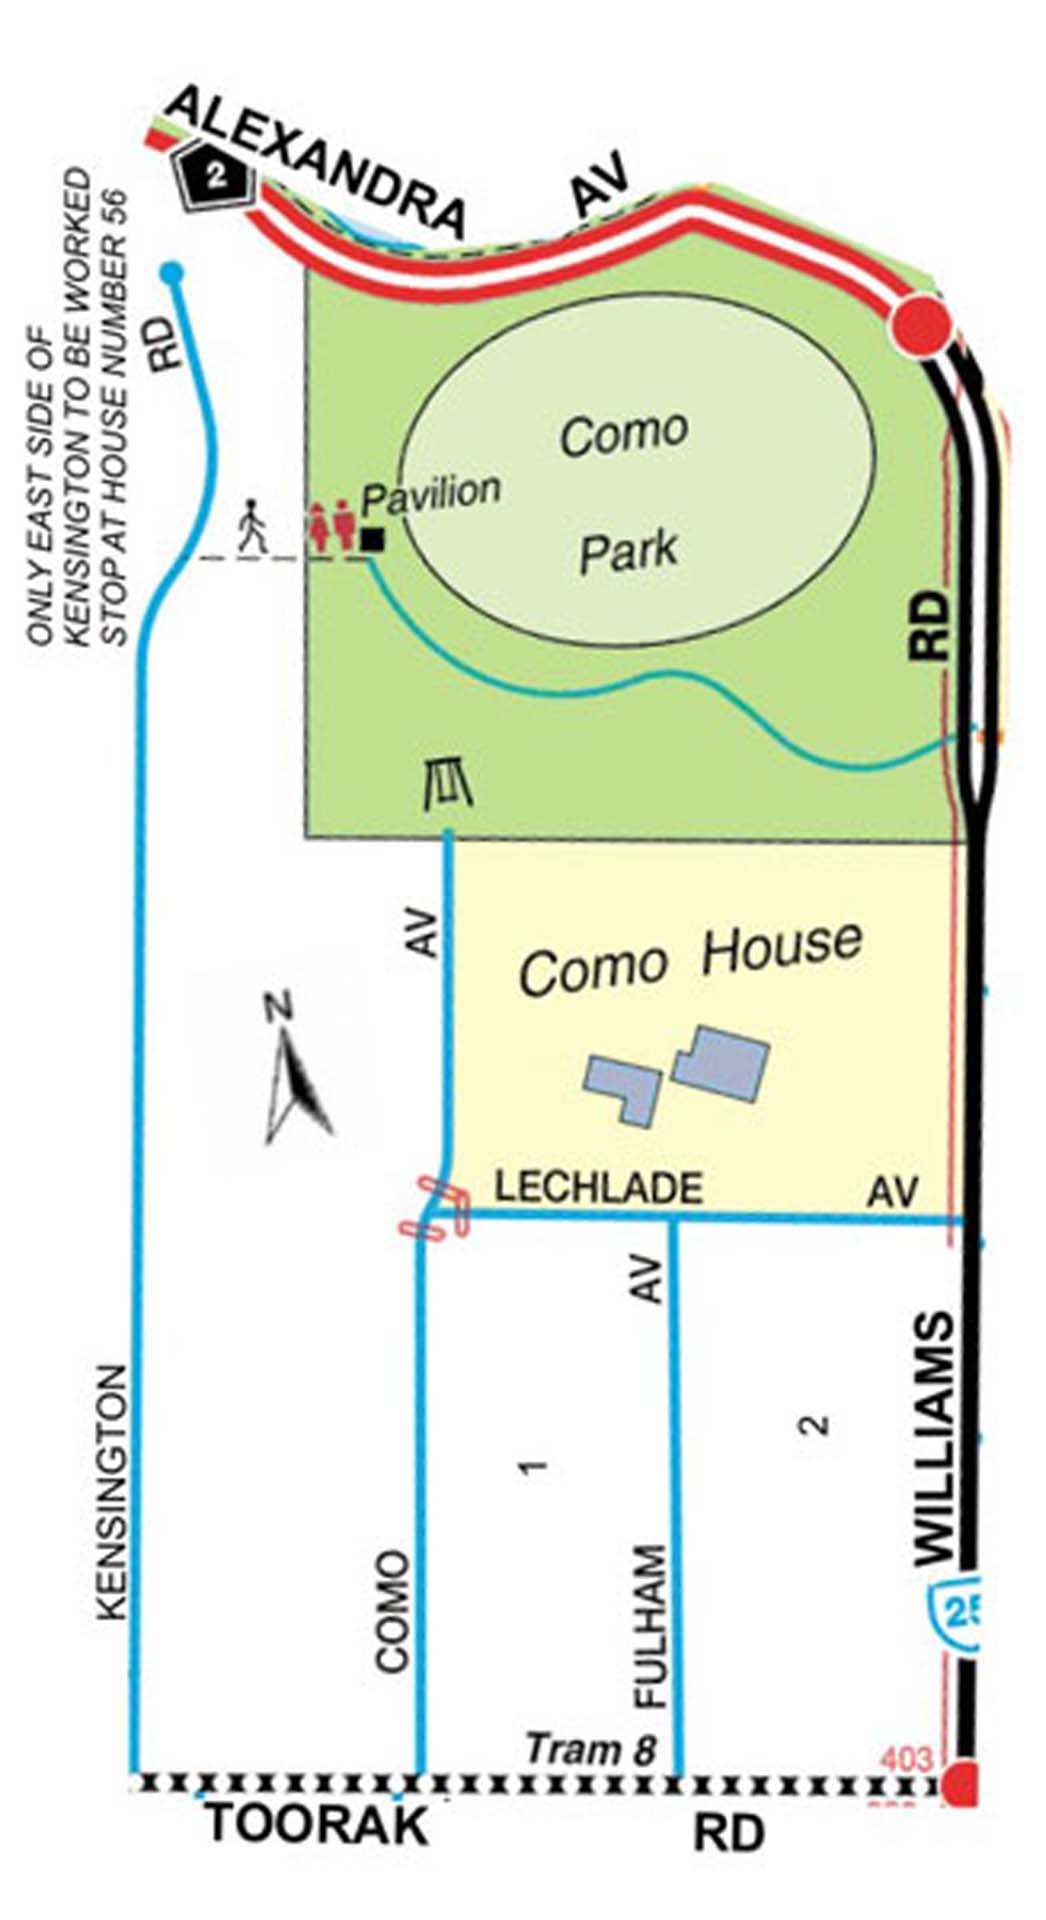 ALEXANDRA AV
2
ONLY EAST SIDE OF
KENSINGTON TO BE WORKED
STOP AT HOUSE NUMBER 56
RD
Como
Park
Pavilion
RD
AV
Como House
N
LECHLADE AV
AV
WILLIAMS
2
1
KENSINGTON
COMO
FULHAM
25
Tram 8
403
TOORAK RD